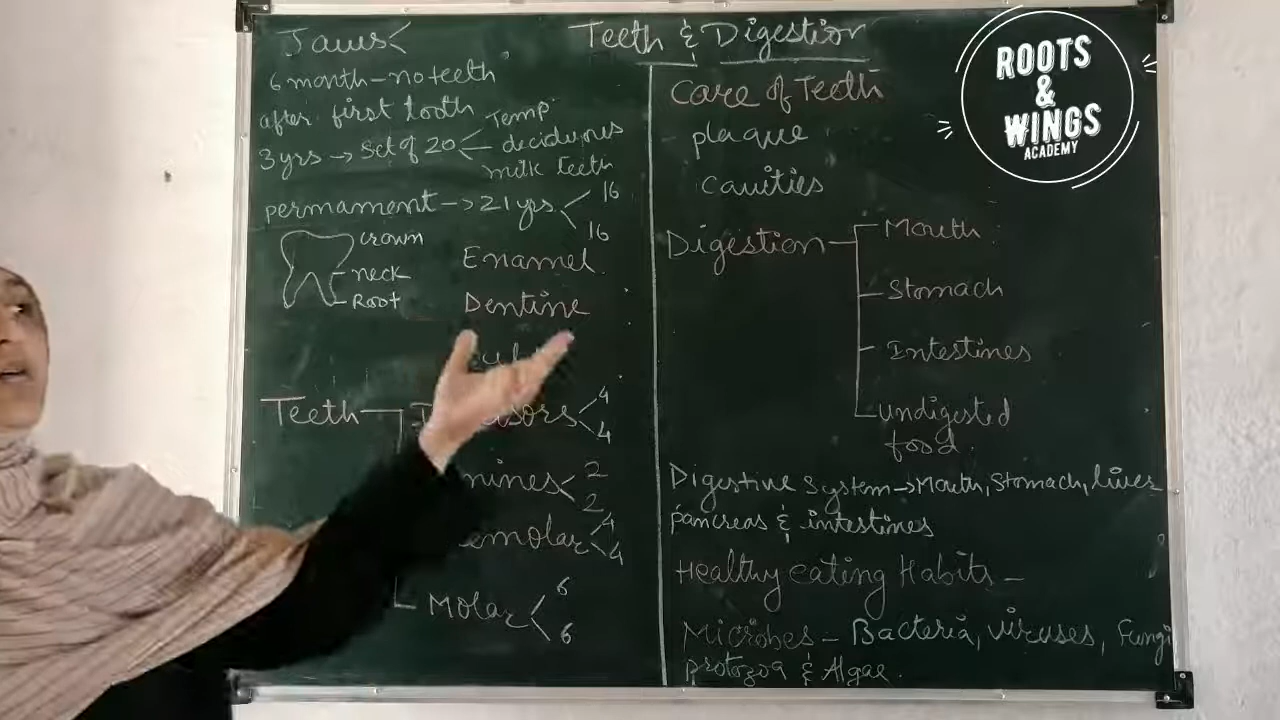 Teeth & Digestion
Jaws
6 month - no teeth
after first tooth
3yrs → Set of 20
Temp
deciduous
milk teeth
permament → 21 yrs
16
16
crown
neck
Root
Enamel
Dentine
Teeth
4
4
2
2
4
4
Molar
6
6
Care of Teeth
plaque
Cavities
Digestion
Mouth
Stomach
Intestines
undigested
food.
Digestive System → Mouth, Stomach, liver
pancreas & intestines
Healthy eating Habits -
Microbes - Bacteria, viruses, Fungi
protozoa & Algae.
ROOTS
&
WINGS
ACADEMY